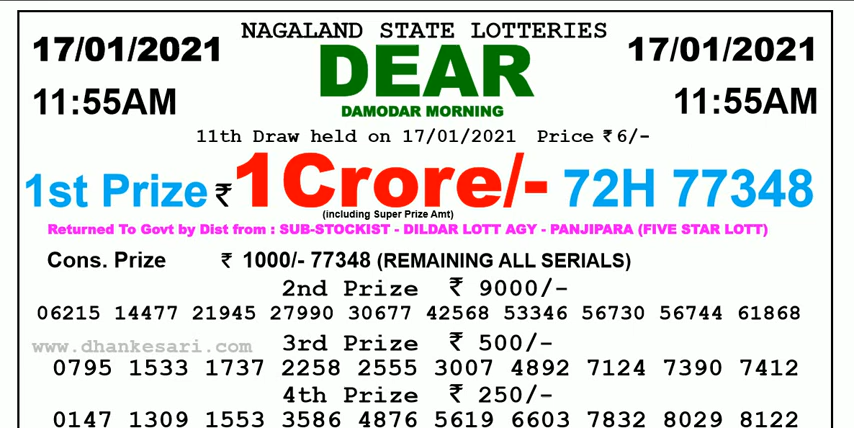 NAGALAND STATE LOTTERIES
17/01/2021 DEAR 17/01/2021
11:55AM DAMODAR MORNING 11:55AM
11th Draw held on 17/01/2021 Price ₹6/-
1st Prize ₹ 1Crore/- 72H 77348
(including Super Prize Amt)
Returned To Govt by Dist from : SUB-STOCKIST - DILDAR LOTT AGY - PANJIPARA (FIVE STAR LOTT)
Cons. Prize ₹ 1000/- 77348 (REMAINING ALL SERIALS)
2nd Prize ₹ 9000/-
06215 14477 21945 27990 30677 42568 53346 56730 56744 61868
www.dhankesari.com 3rd Prize ₹ 500/-
0795 1533 1737 2258 2555 3007 4892 7124 7390 7412
4th Prize ₹ 250/-
0147 1309 1553 3586 4876 5619 6603 7832 8029 8122